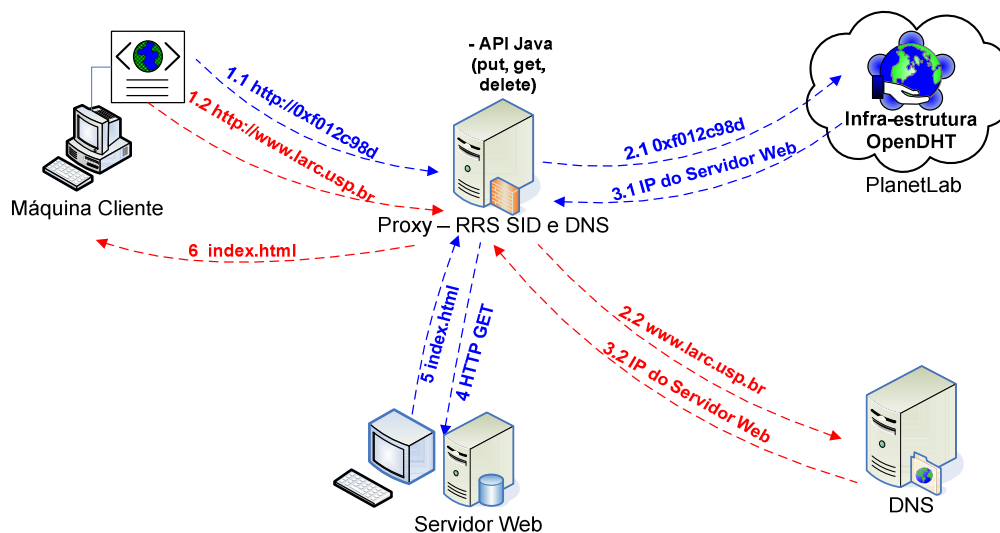 - API Java
(put, get,
delete)
1.1 http://0xf012c98d
1.2 http://www.larc.usp.br
2.1 0xf012c98d
3.1 IP do Servidor Web
Infra-estrutura
OpenDHT
PlanetLab
Máquina Cliente
Proxy – RRS SID e DNS
6 index.html
5 index.html
4 HTTP GET
2.2 www.larc.usp.br
3.2 IP do Servidor Web
Servidor Web
DNS